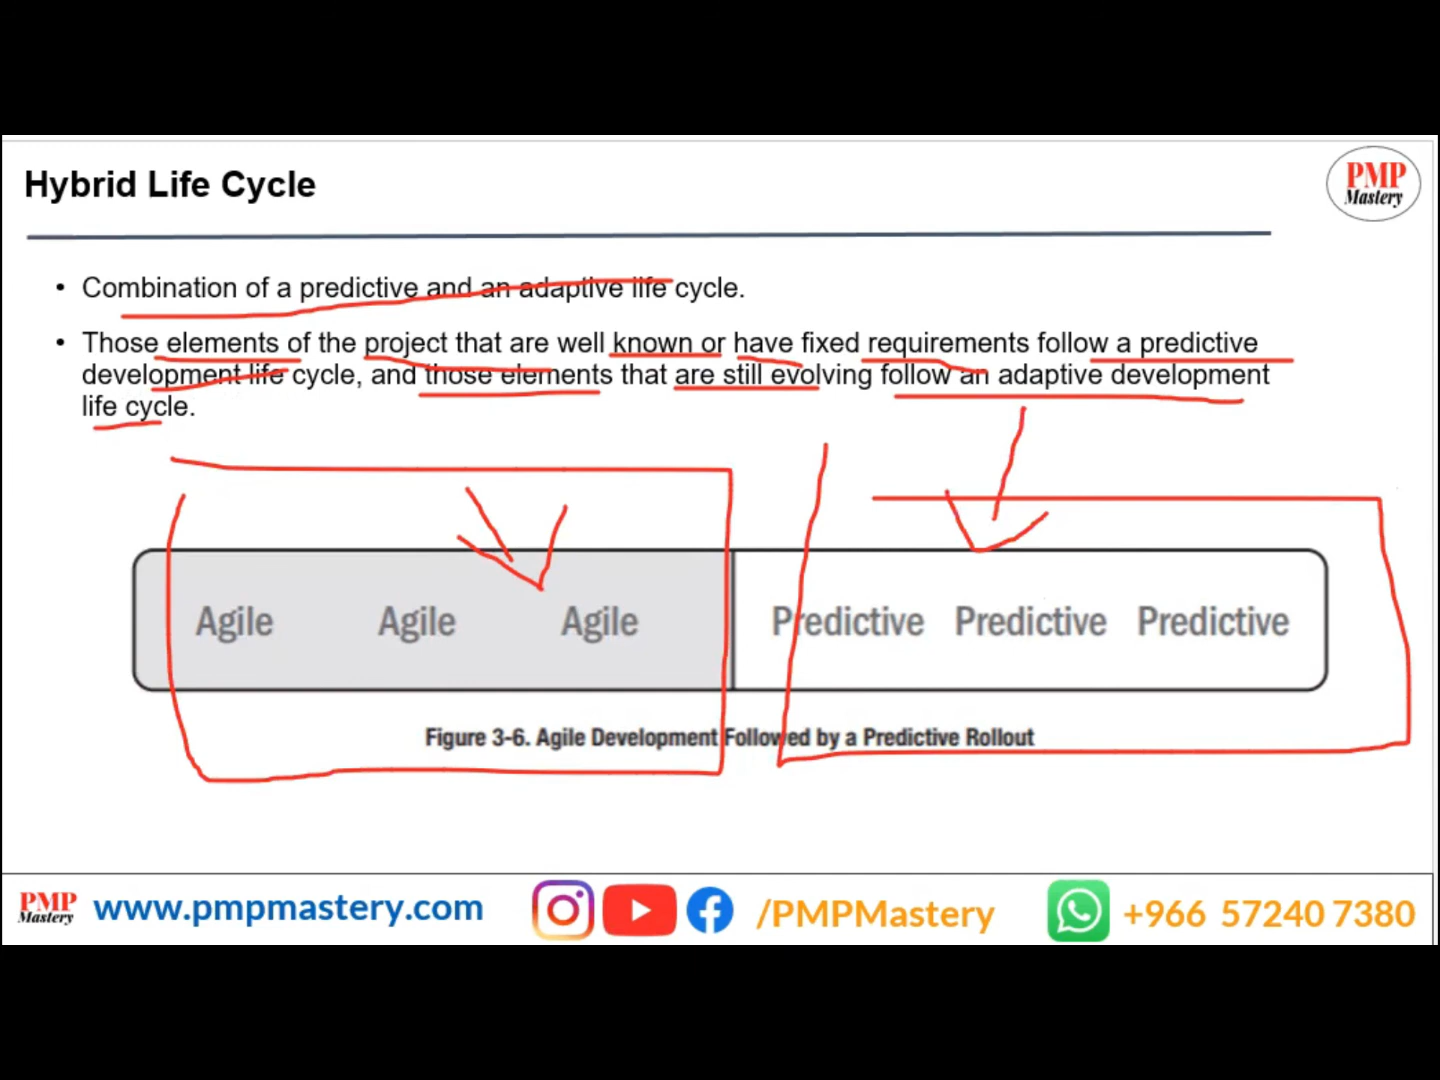 Hybrid Life Cycle
PMP
Mastery
• Combination of a predictive and an adaptive life cycle.
• Those elements of the project that are well known or have fixed requirements follow a predictive
development life cycle, and those elements that are still evolving follow an adaptive development
life cycle.
Agile Agile Agile Predictive Predictive Predictive
Figure 3-6. Agile Development Followed by a Predictive Rollout
PMP
Mastery
www.pmpmastery.com /PMPMastery +966 57240 7380